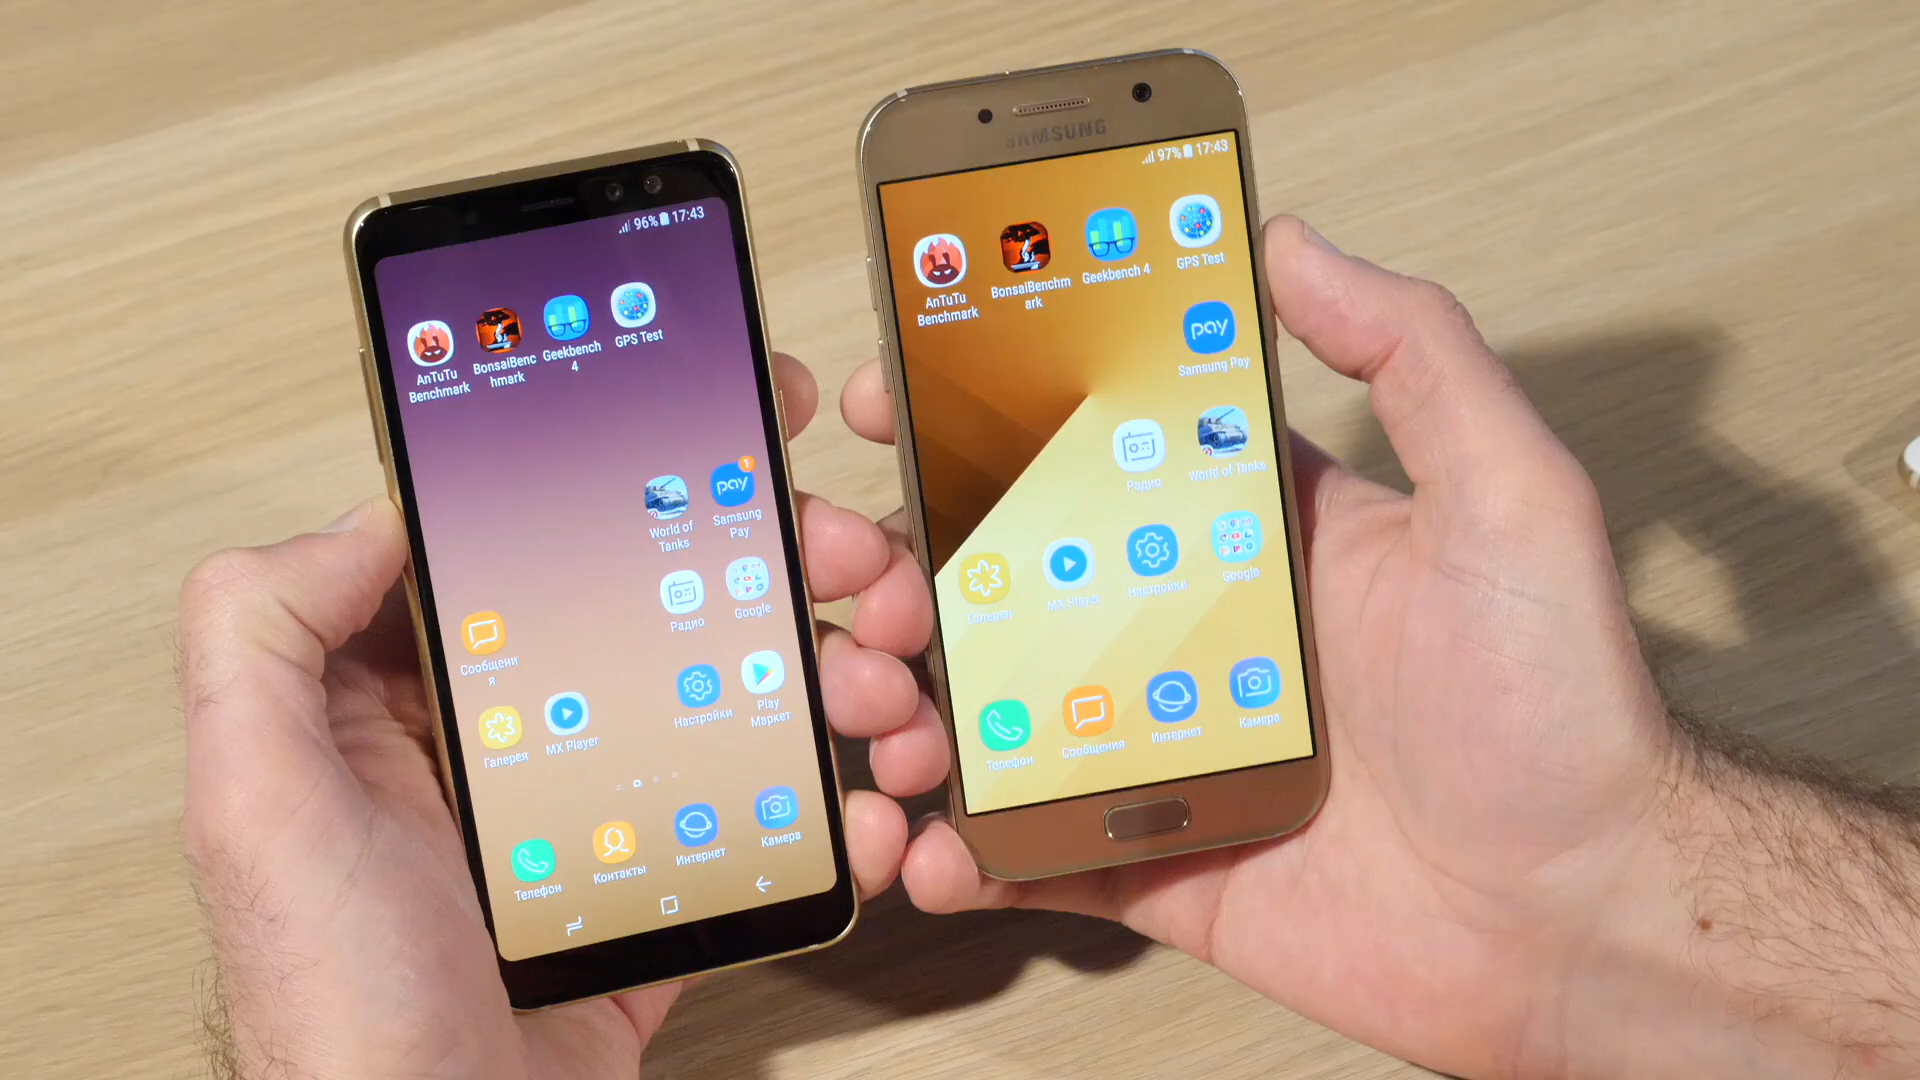 96% 17:43
AnTuTu
Benchmark
BonsaiBenc
hmark
Geekbench
4
GPS Test
World of
Tanks
pay
1
Samsung
Pay
Сообщени
я
Радио
Google
Галерея
MX Player
Настройки
Play
Маркет
Телефон
Контакты
Интернет
Камера
SAMSUNG
97% 17:43
AnTuTu
Benchmark
BonsaiBenchm
ark
Geekbench 4
GPS Test
pay
Samsung Pay
Радио
World of Tanks
Галерея
MX Player
Настройки
Google
Телефон
Сообщения
Интернет
Камера